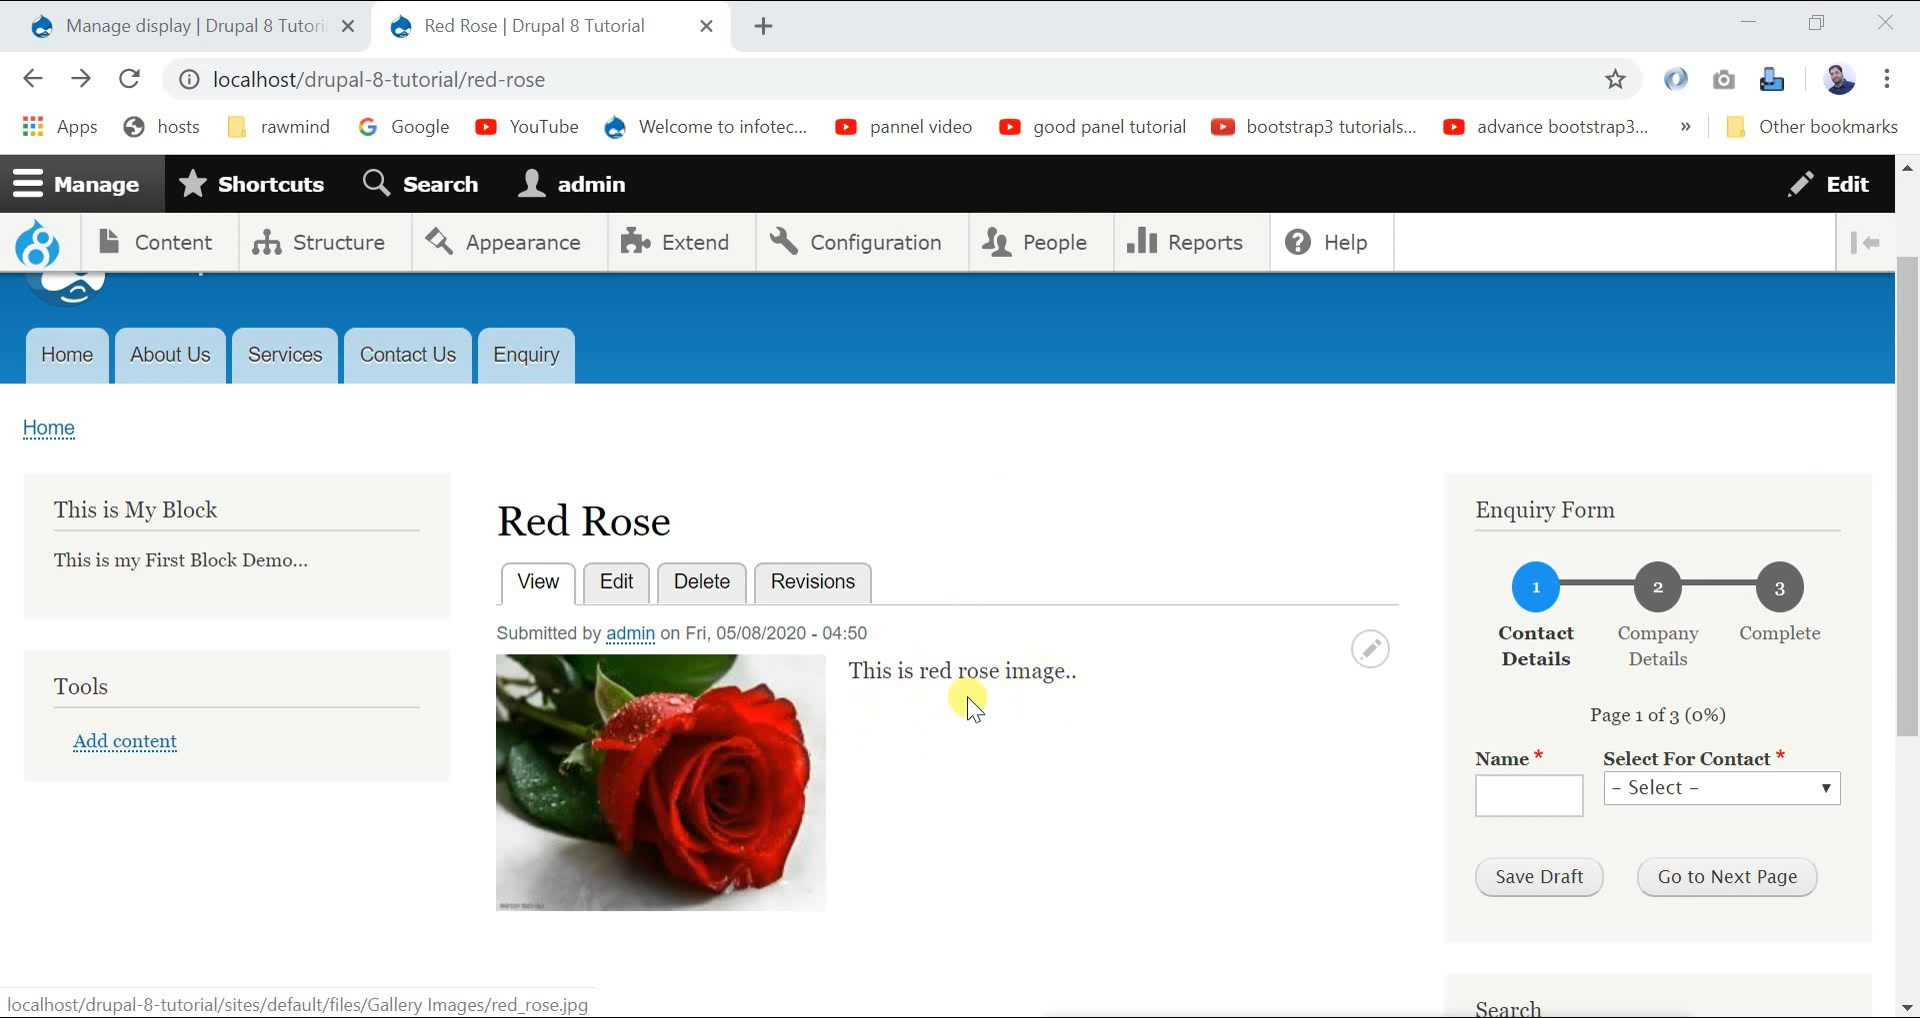 Manage display | Drupal 8 Tutori
Red Rose | Drupal 8 Tutorial
localhost/drupal-8-tutorial/red-rose
Apps hosts rawmind Google YouTube Welcome to infotec... pannel video good panel tutorial bootstrap3 tutorials... advance bootstrap3... » Other bookmarks
Manage Shortcuts Search admin Edit
Content Structure Appearance Extend Configuration People Reports Help
Home About Us Services Contact Us Enquiry
Home
This is My Block
This is my First Block Demo...
Tools
Add content
Red Rose
View Edit Delete Revisions
Submitted by admin on Fri, 05/08/2020 - 04:50
This is red rose image..
Enquiry Form
1 2 3
Contact Details
Company Details
Complete
Page 1 of 3 (0%)
Name *
Select For Contact *
- Select -
Save Draft Go to Next Page
Search
localhost/drupal-8-tutorial/sites/default/files/Gallery Images/red_rose.jpg